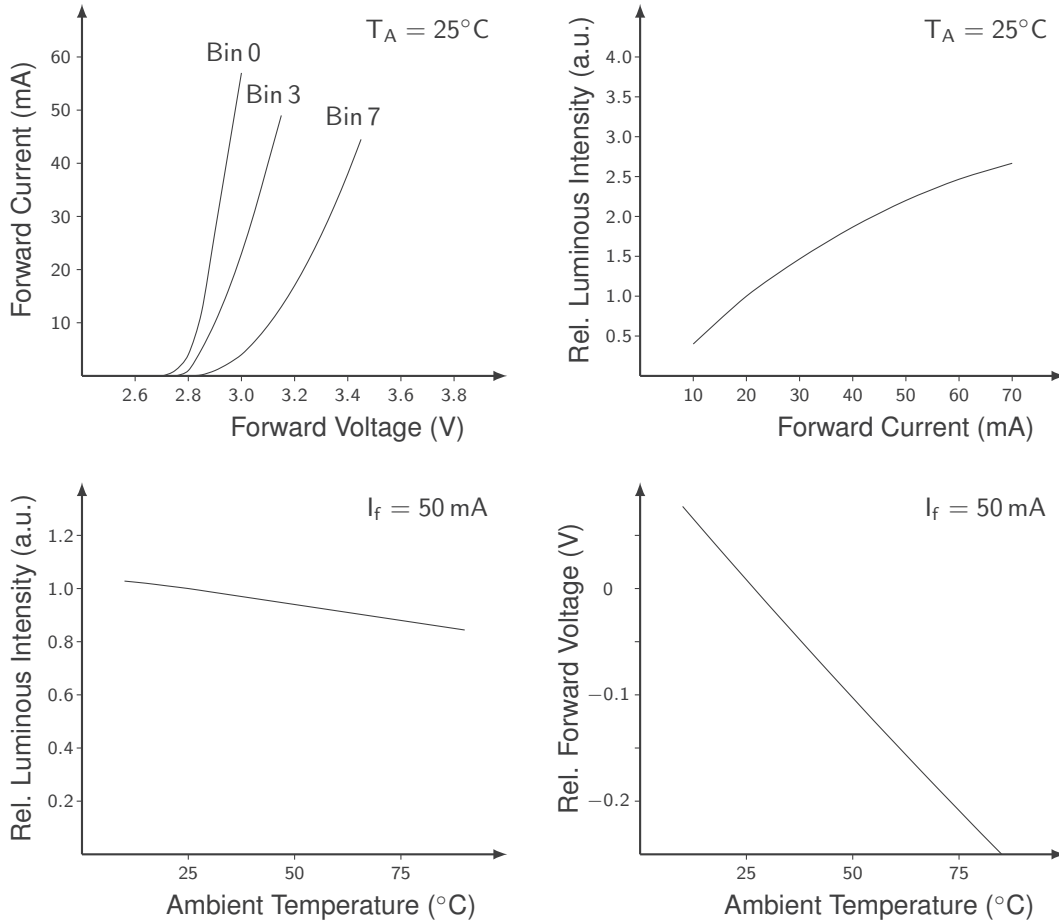 T_A = 25°C
Forward Current (mA)
60
50
40
30
20
10
Bin 0
Bin 3
Bin 7
2.6 2.8 3.0 3.2 3.4 3.6 3.8
Forward Voltage (V)
T_A = 25°C
Rel. Luminous Intensity (a.u.)
4.0
3.5
3.0
2.5
2.0
1.5
1.0
0.5
10 20 30 40 50 60 70
Forward Current (mA)
I_f = 50 mA
Rel. Luminous Intensity (a.u.)
1.2
1.0
0.8
0.6
0.4
0.2
25 50 75
Ambient Temperature (°C)
I_f = 50 mA
Rel. Forward Voltage (V)
0
−0.1
−0.2
25 50 75
Ambient Temperature (°C)